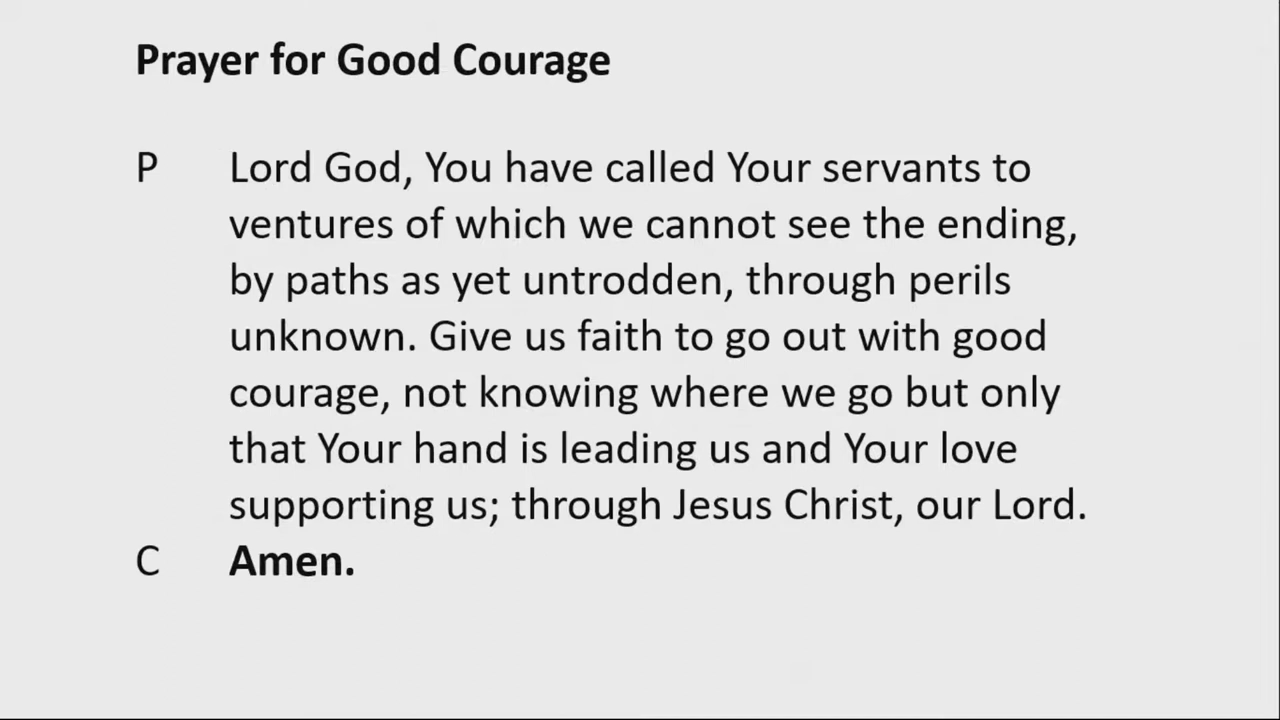 Prayer for Good Courage
P Lord God, You have called Your servants to
ventures of which we cannot see the ending,
by paths as yet untrodden, through perils
unknown. Give us faith to go out with good
courage, not knowing where we go but only
that Your hand is leading us and Your love
supporting us; through Jesus Christ, our Lord.
C Amen.